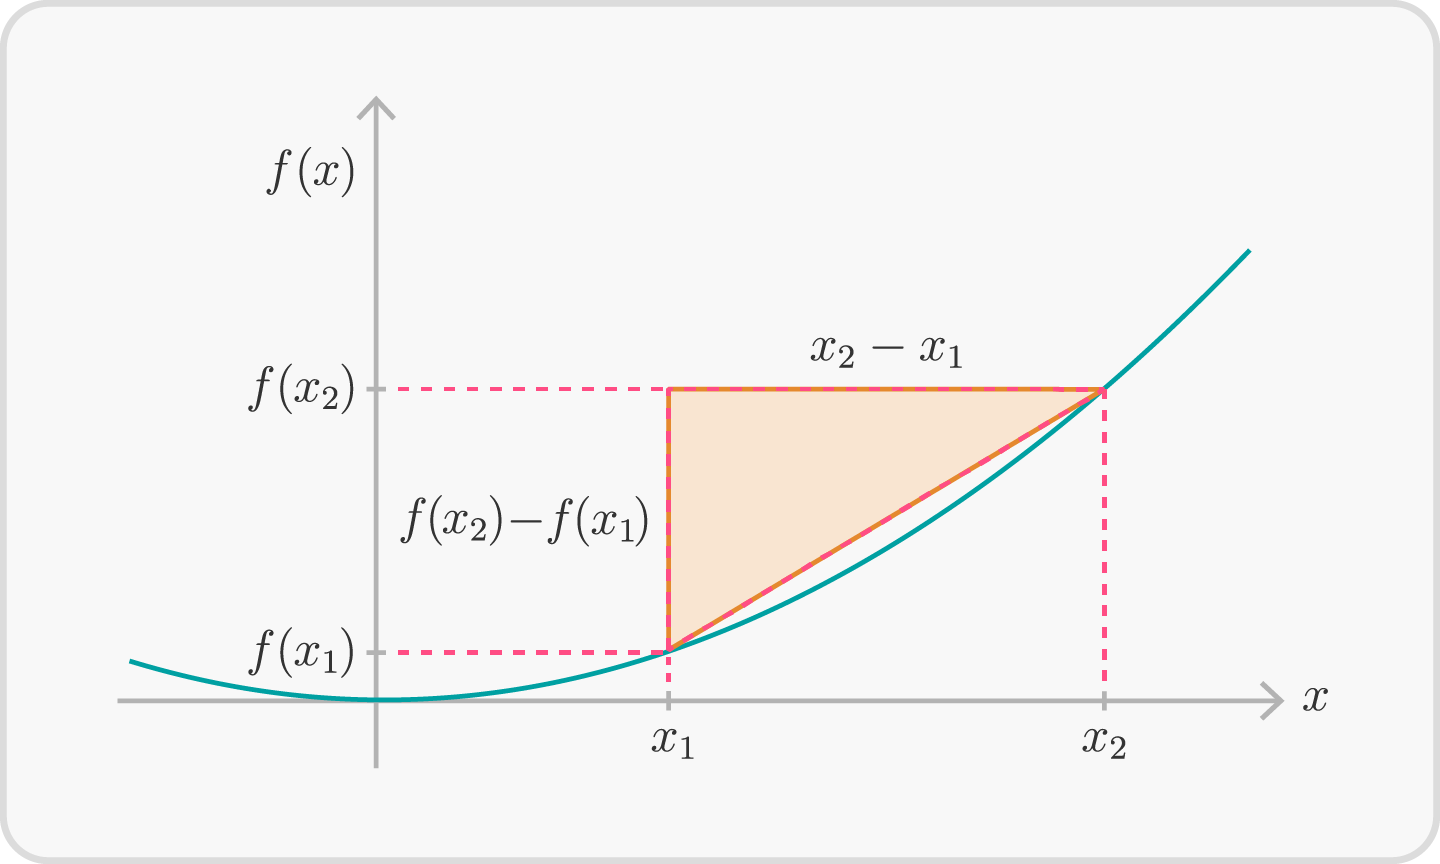 f(x)
x₂ − x₁
f(x₂)
f(x₂)−f(x₁)
f(x₁)
x
x₁
x₂